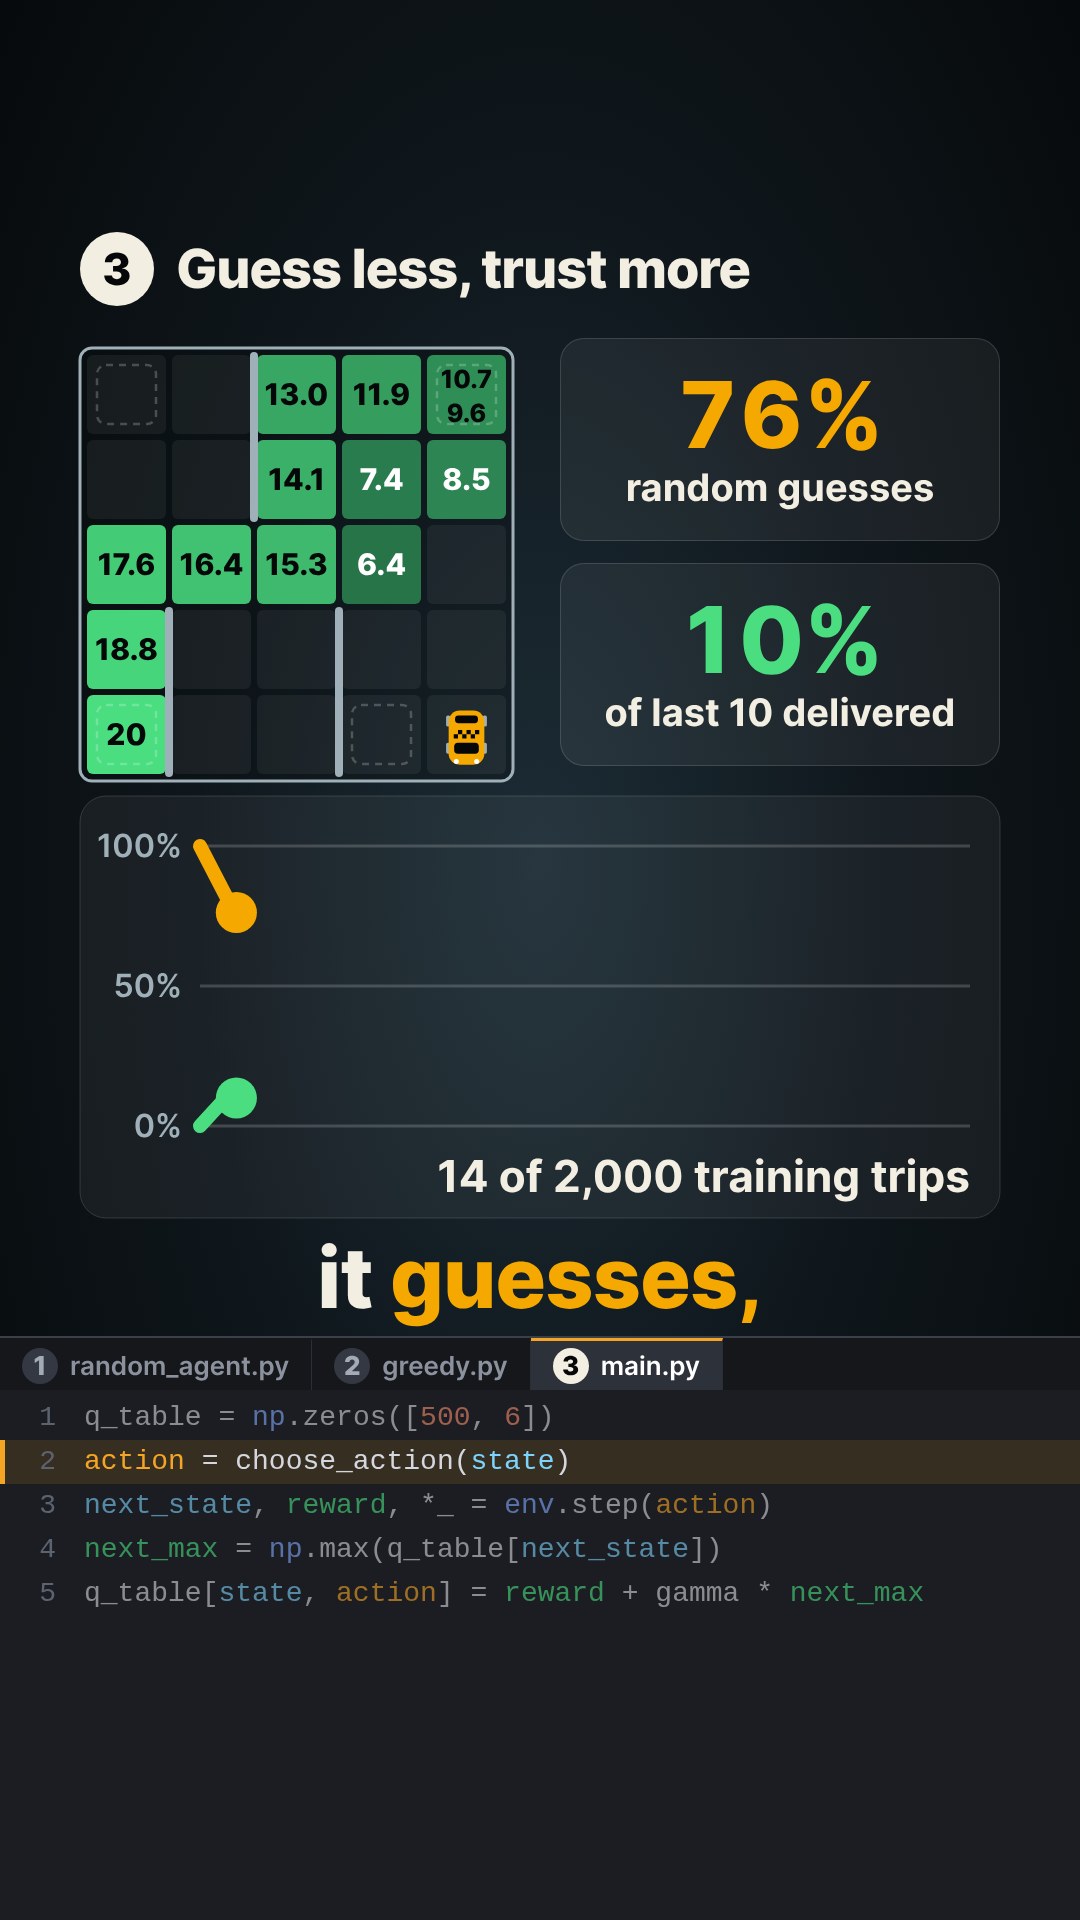 3 Guess less, trust more
13.0 11.9 10.7
9.6
14.1 7.4 8.5
17.6 16.4 15.3 6.4
18.8
20
76%
random guesses
10%
of last 10 delivered
100%
50%
0%
14 of 2,000 training trips
it guesses,
1 random_agent.py 2 greedy.py 3 main.py
1 q_table = np.zeros([500, 6])
2 action = choose_action(state)
3 next_state, reward, *_ = env.step(action)
4 next_max = np.max(q_table[next_state])
5 q_table[state, action] = reward + gamma * next_max